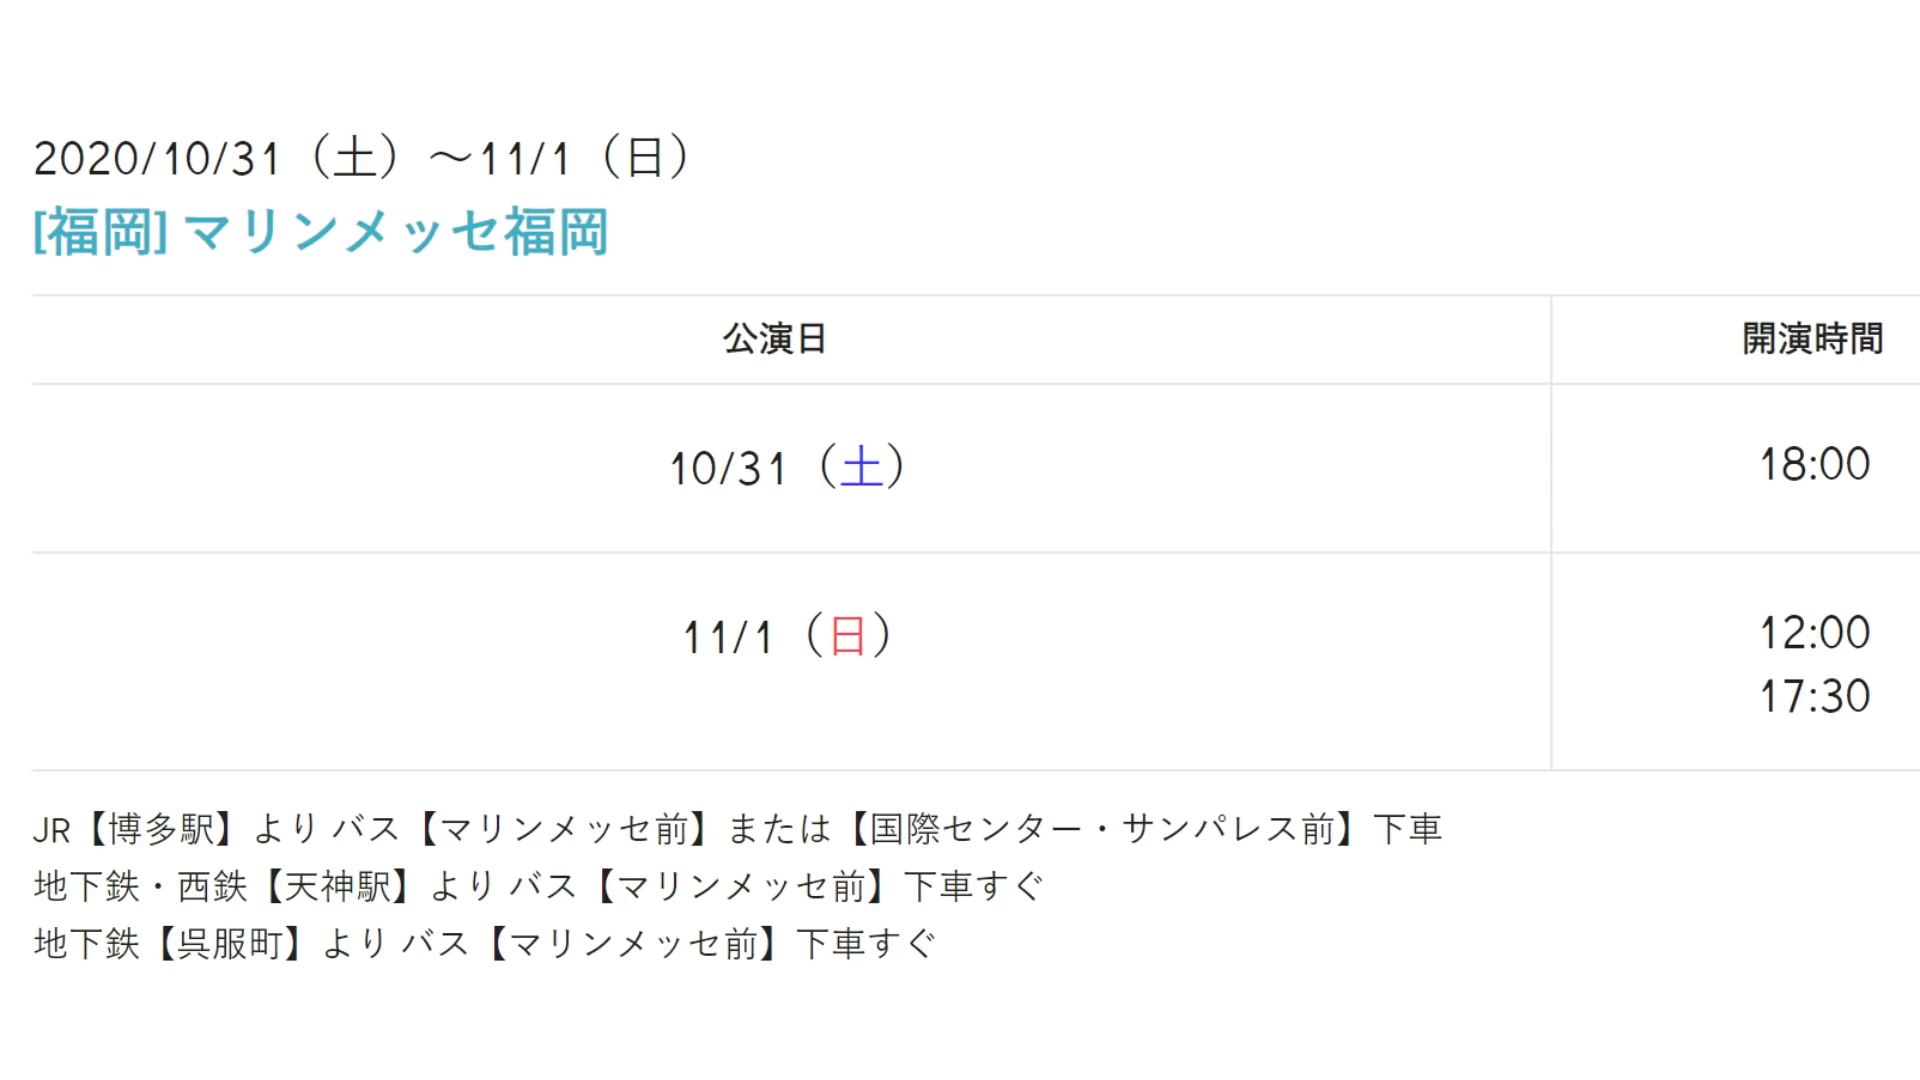 2020/10/31（土）～11/1（日）
[福岡] マリンメッセ福岡
公演日 開演時間
10/31（土） 18:00
11/1（日） 12:00
17:30
JR【博多駅】より バス【マリンメッセ前】または【国際センター・サンパレス前】下車
地下鉄・西鉄【天神駅】より バス【マリンメッセ前】下車すぐ
地下鉄【呉服町】より バス【マリンメッセ前】下車すぐ